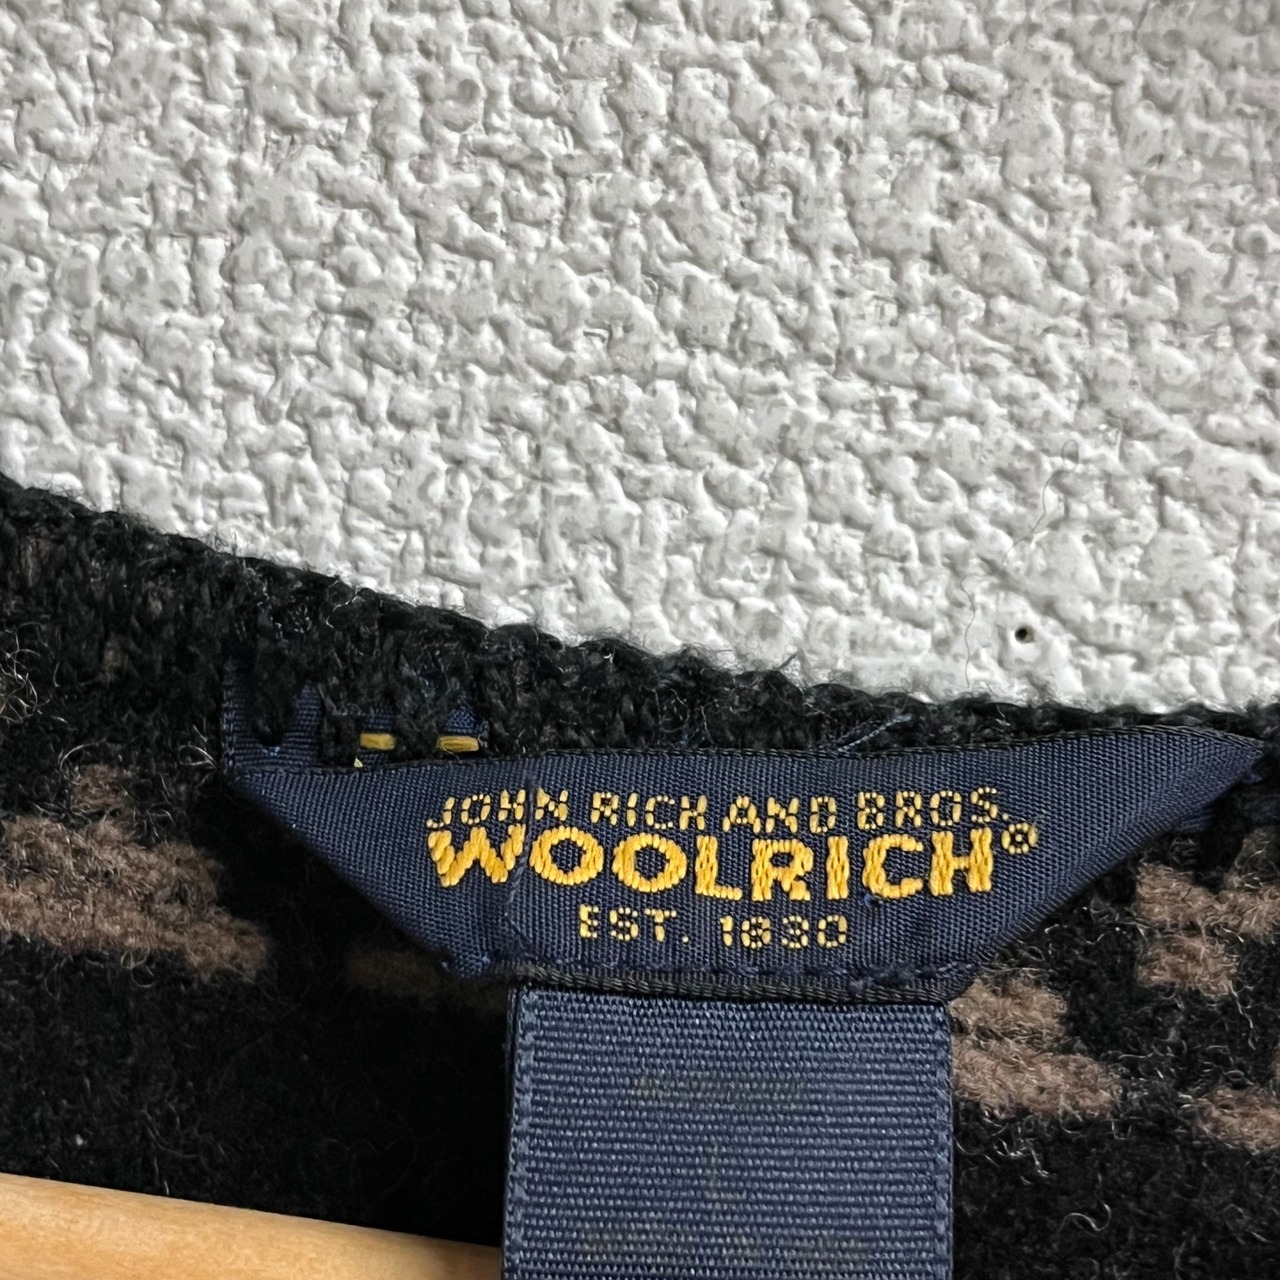 JOHN RICH AND BROS.
WOOLRICH®
EST. 1830